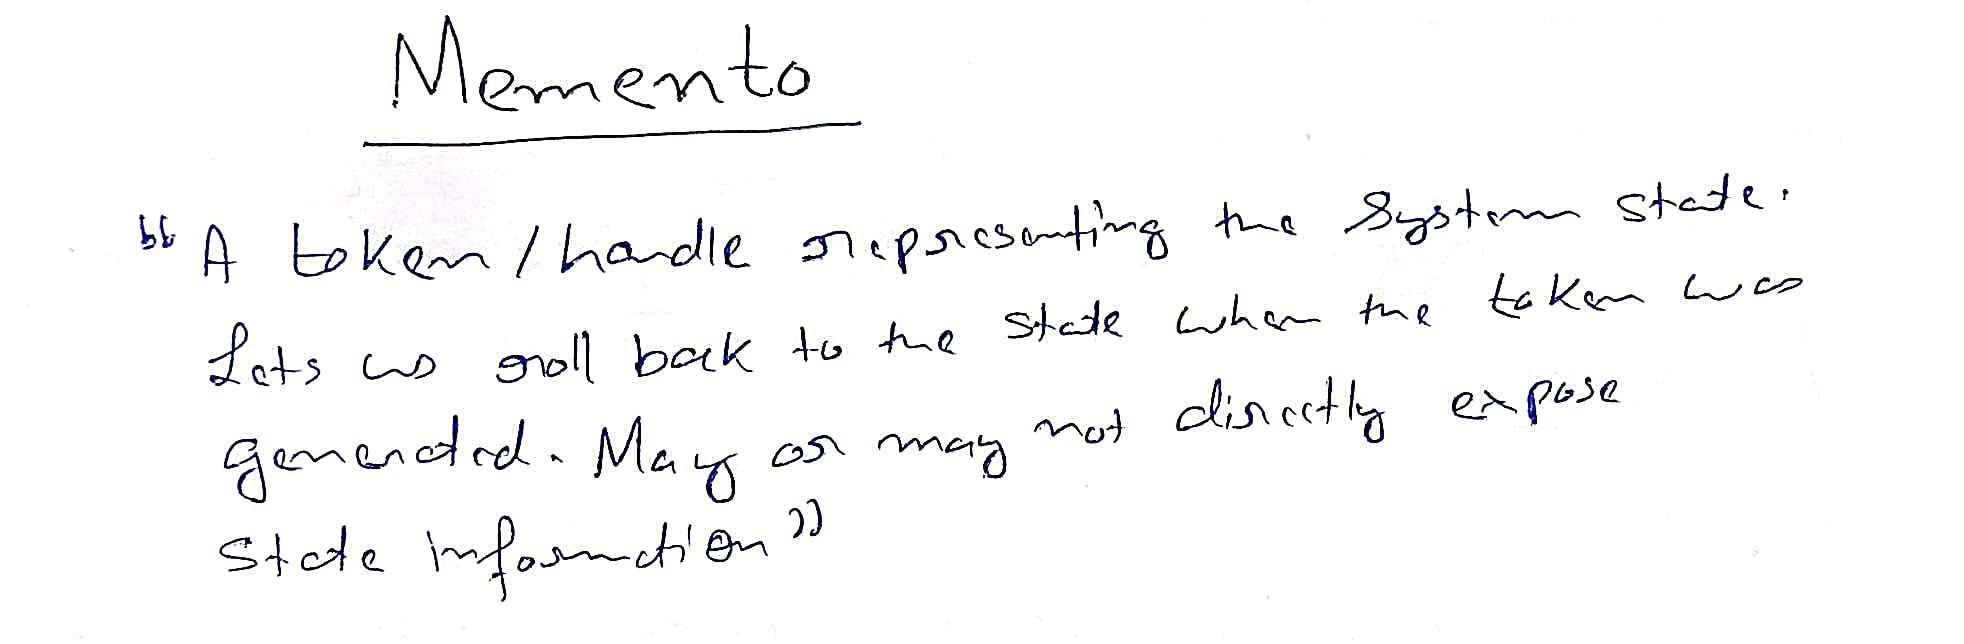 Memento
“A token / handle representing the System state.
Lets us roll back to the state when the token was
generated. May or may not directly expose
state information”